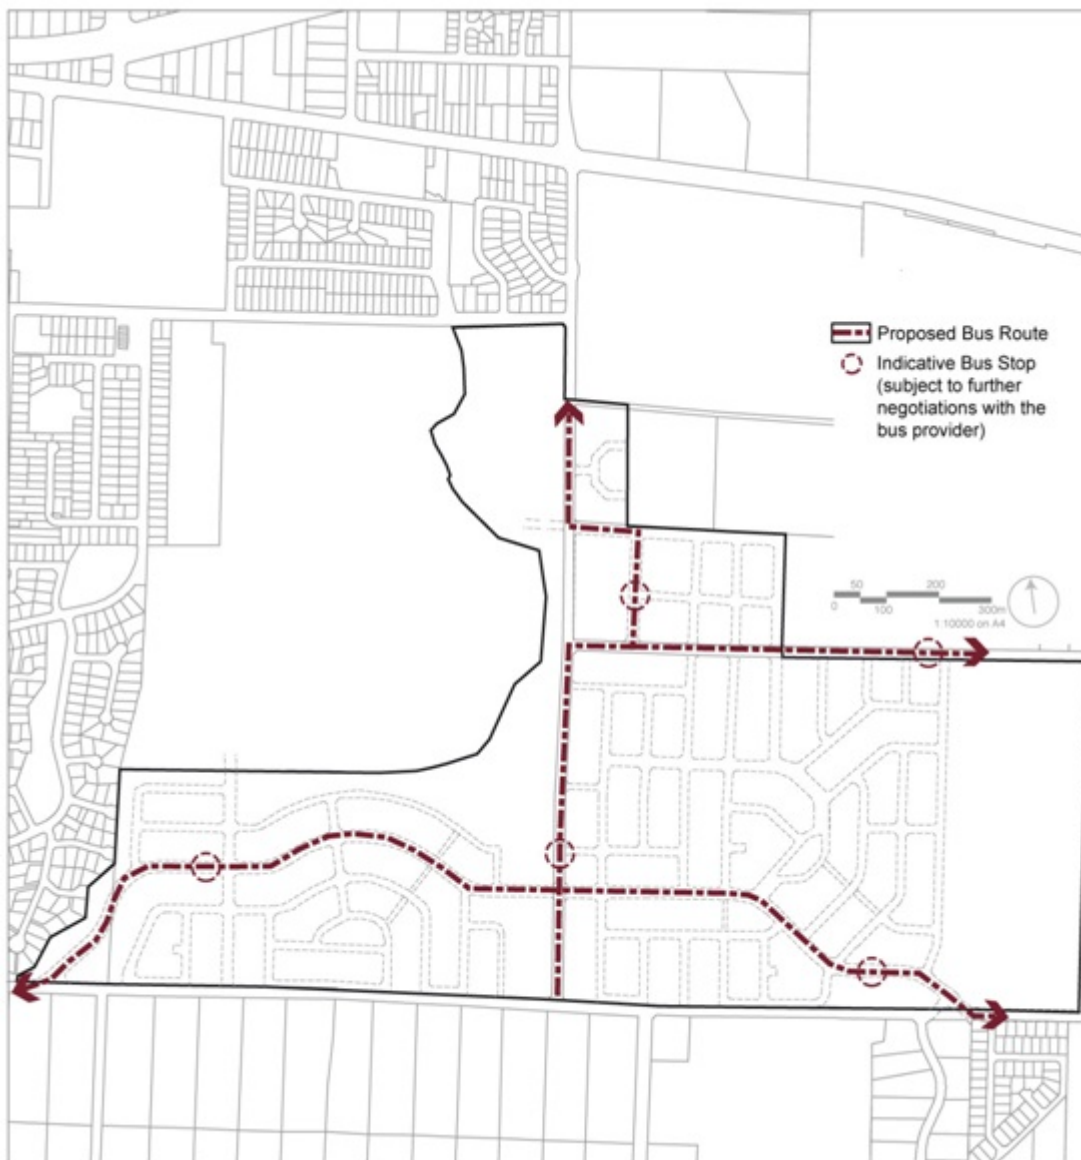 Proposed Bus Route
Indicative Bus Stop
(subject to further
negotiations with the
bus provider)
50 200
0 100 300m
1:10000 on A4